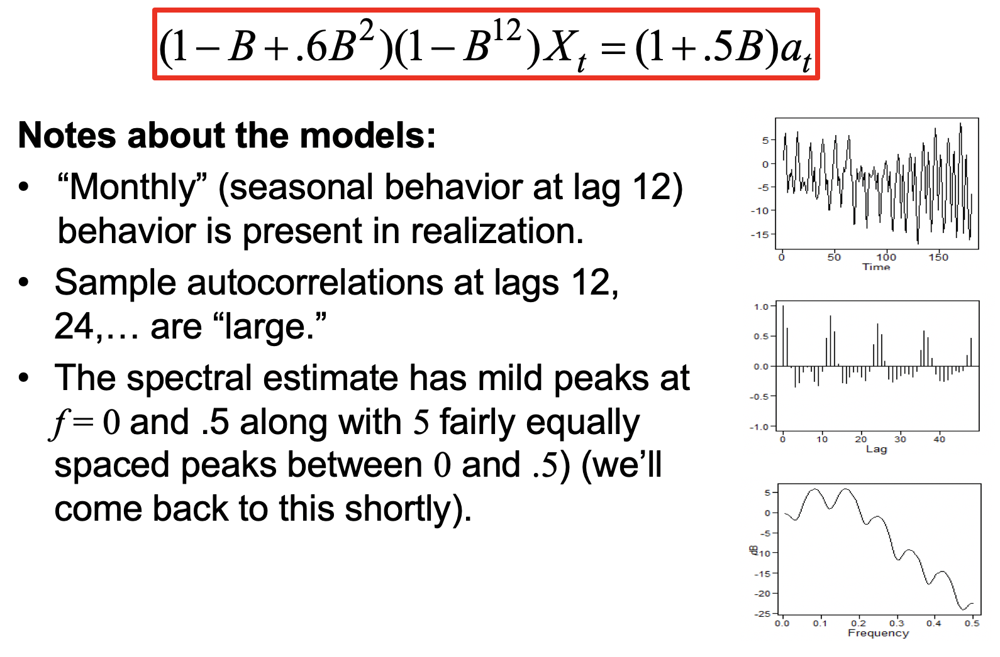 (1 − B + .6B²)(1 − B¹²)Xₜ = (1 + .5B)aₜ
Notes about the models:
• “Monthly” (seasonal behavior at lag 12)
behavior is present in realization.
• Sample autocorrelations at lags 12,
24,… are “large.”
• The spectral estimate has mild peaks at
f = 0 and .5 along with 5 fairly equally
spaced peaks between 0 and .5) (we’ll
come back to this shortly).
5
0
-5
-10
-15
0 50 100 150
Time
1.0
0.5
0.0
-0.5
-1.0
0 10 20 30 40
Lag
5
0
-5
dB
-10
-15
-20
-25
0.0 0.1 0.2 0.3 0.4 0.5
Frequency